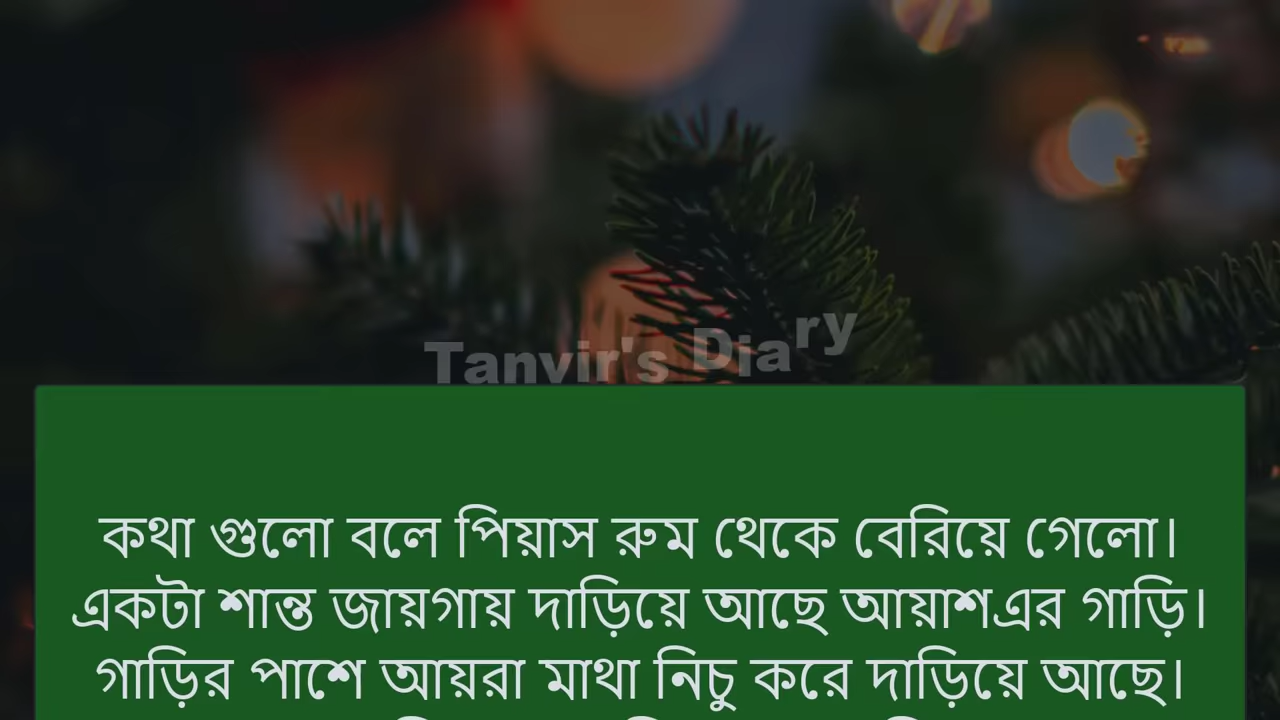 Tanvir's Diary
কথা গুলো বলে পিয়াস রুম থেকে বেরিয়ে গেলো।
একটা শান্ত জায়গায় দাড়িয়ে আছে আয়াশএর গাড়ি।
গাড়ির পাশে আয়রা মাথা নিচু করে দাড়িয়ে আছে।